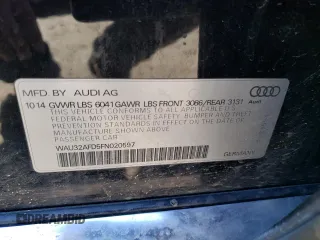 MFD BY AUDI AG
10 14 GVWR LBS 6041 GAWR LBS FRONT 3086/REAR 3131
Audi
THIS VEHICLE CONFORMS TO ALL APPLICABLE U.S.
FEDERAL MOTOR VEHICLE SAFETY, BUMPER AND THEFT
PREVENTION STANDARDS IN EFFECT ON THE
DATE OF MANUFACTURE SHOWN ABOVE.
PASSENGER CAR
WAU32AFD5FN020697
GERMANY
DREAMBID